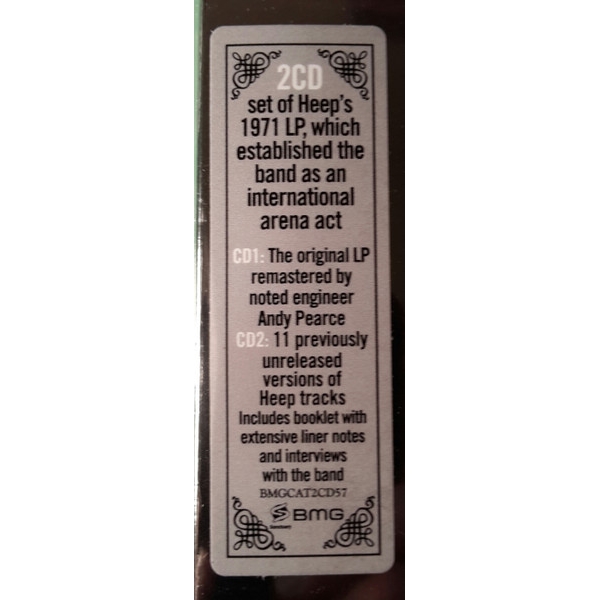 2CD
set of Heep's
1971 LP, which
established the
band as an
international
arena act
CD1: The original LP
remastered by
noted engineer
Andy Pearce
CD2: 11 previously
unreleased
versions of
Heep tracks
Includes booklet with
extensive liner notes
and interviews
with the band
BMGCAT2CD57
Sanctuary BMG